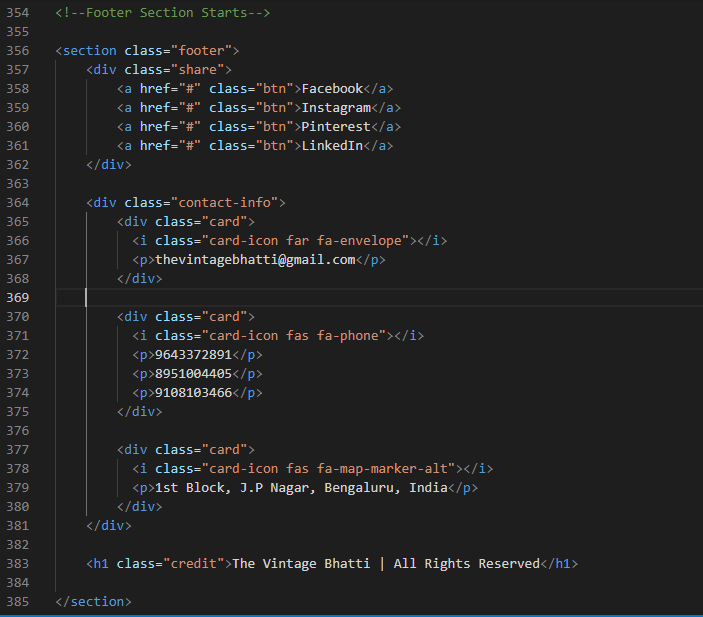 354 <!--Footer Section Starts-->
355
356 <section class="footer">
357 <div class="share">
358 <a href="#" class="btn">Facebook</a>
359 <a href="#" class="btn">Instagram</a>
360 <a href="#" class="btn">Pinterest</a>
361 <a href="#" class="btn">LinkedIn</a>
362 </div>
363
364 <div class="contact-info">
365 <div class="card">
366 <i class="card-icon far fa-envelope"></i>
367 <p>thevintagebhatti@gmail.com</p>
368 </div>
369
370 <div class="card">
371 <i class="card-icon fas fa-phone"></i>
372 <p>9643372891</p>
373 <p>8951004405</p>
374 <p>9108103466</p>
375 </div>
376
377 <div class="card">
378 <i class="card-icon fas fa-map-marker-alt"></i>
379 <p>1st Block, J.P Nagar, Bengaluru, India</p>
380 </div>
381 </div>
382
383 <h1 class="credit">The Vintage Bhatti | All Rights Reserved</h1>
384
385 </section>